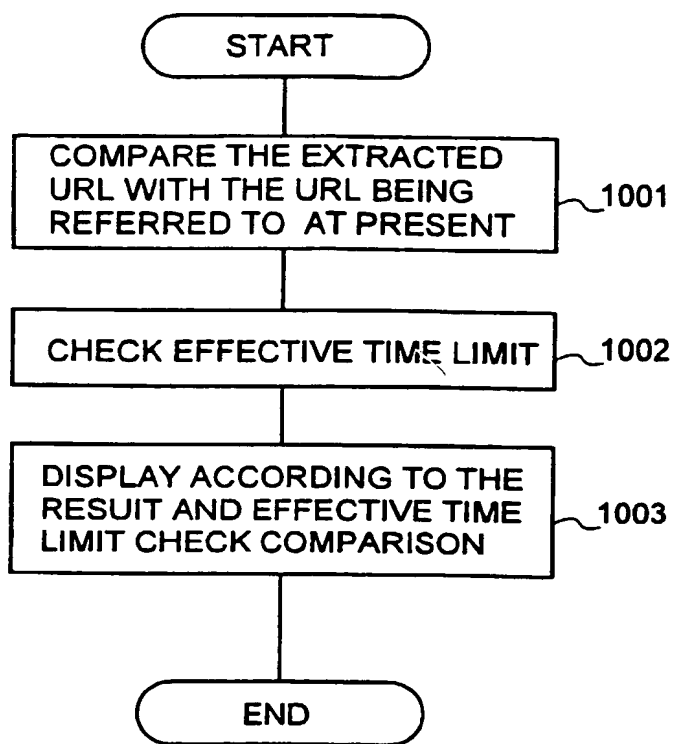 START
COMPARE THE EXTRACTED
URL WITH THE URL BEING
REFERRED TO AT PRESENT
1001
CHECK EFFECTIVE TIME LIMIT
1002
DISPLAY ACCORDING TO THE
RESUIT AND EFFECTIVE TIME
LIMIT CHECK COMPARISON
1003
END